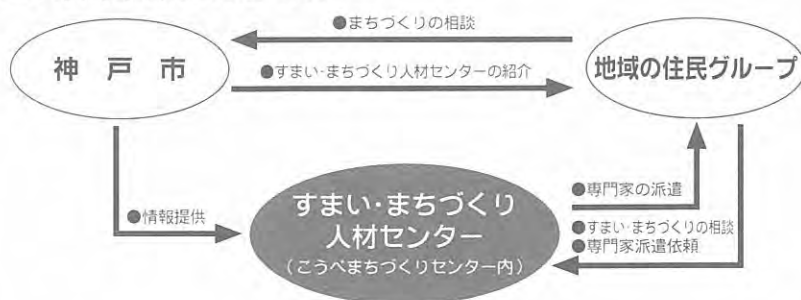 ●まちづくりの相談
神戸市
●すまい・まちづくり人材センターの紹介
地域の住民グループ
●情報提供
すまい・まちづくり
人材センター
(こうべまちづくりセンター内)
●専門家の派遣
●すまい・まちづくりの相談
●専門家派遣依頼